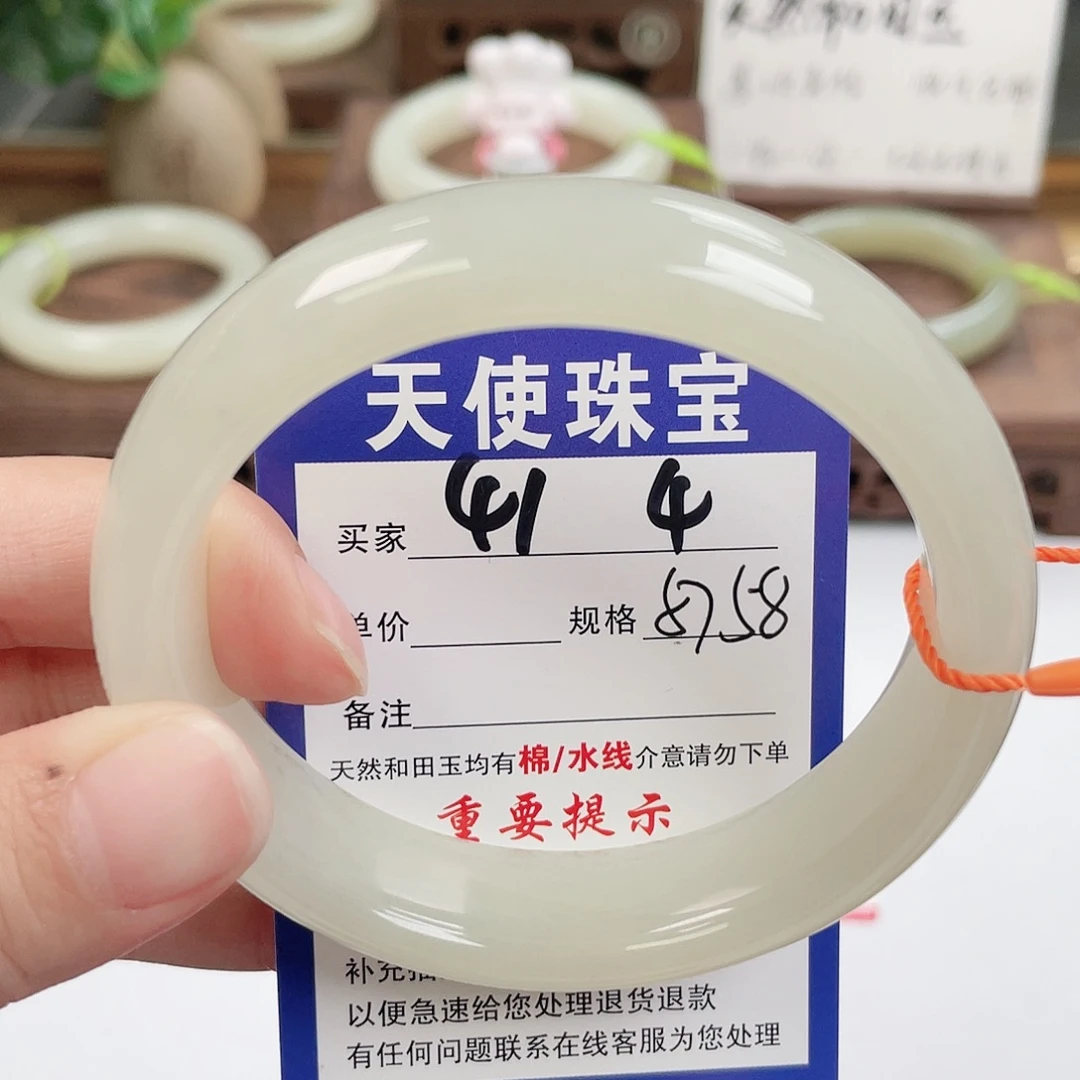 天使珠宝
买家 41 4
单价 规格 8758
备注
天然和田玉均有棉/水线介意请勿下单
重要提示
补充
以便急速给您处理退货退款
有任何问题联系在线客服为您处理